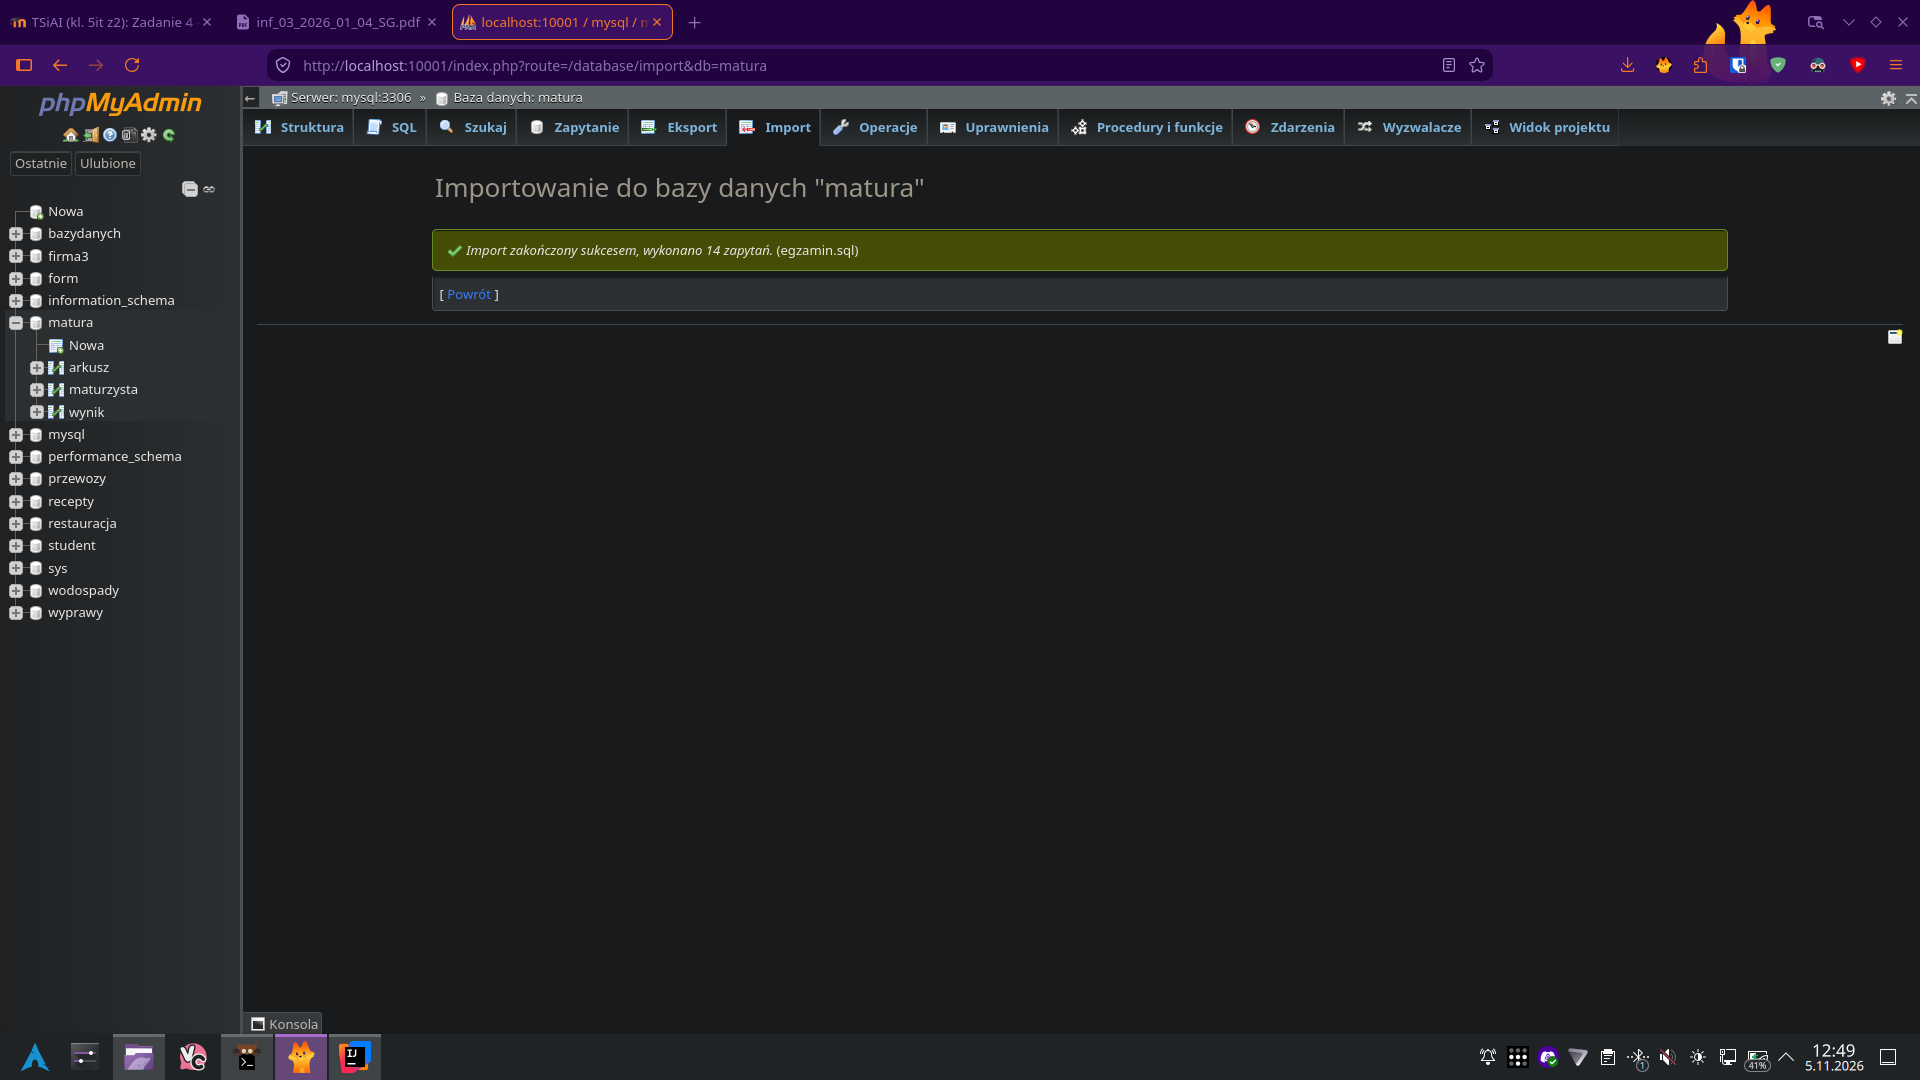 TSiAI (kl. 5it z2): Zadanie 4
inf_03_2026_01_04_SG.pdf
localhost:10001 / mysql /
http://localhost:10001/index.php?route=/database/import&db=matura
phpMyAdmin
Ostatnie
Ulubione
Nowa
bazydanych
firma3
form
information_schema
matura
Nowa
arkusz
maturzysta
wynik
mysql
performance_schema
przewozy
recepty
restauracja
student
sys
wodospady
wyprawy
Serwer: mysql:3306 » Baza danych: matura
Struktura
SQL
Szukaj
Zapytanie
Eksport
Import
Operacje
Uprawnienia
Procedury i funkcje
Zdarzenia
Wyzwalacze
Widok projektu
Importowanie do bazy danych "matura"
Import zakończony sukcesem, wykonano 14 zapytań. (egzamin.sql)
[ Powrót ]
Konsola
IJ
1
41%
12:49
5.11.2026